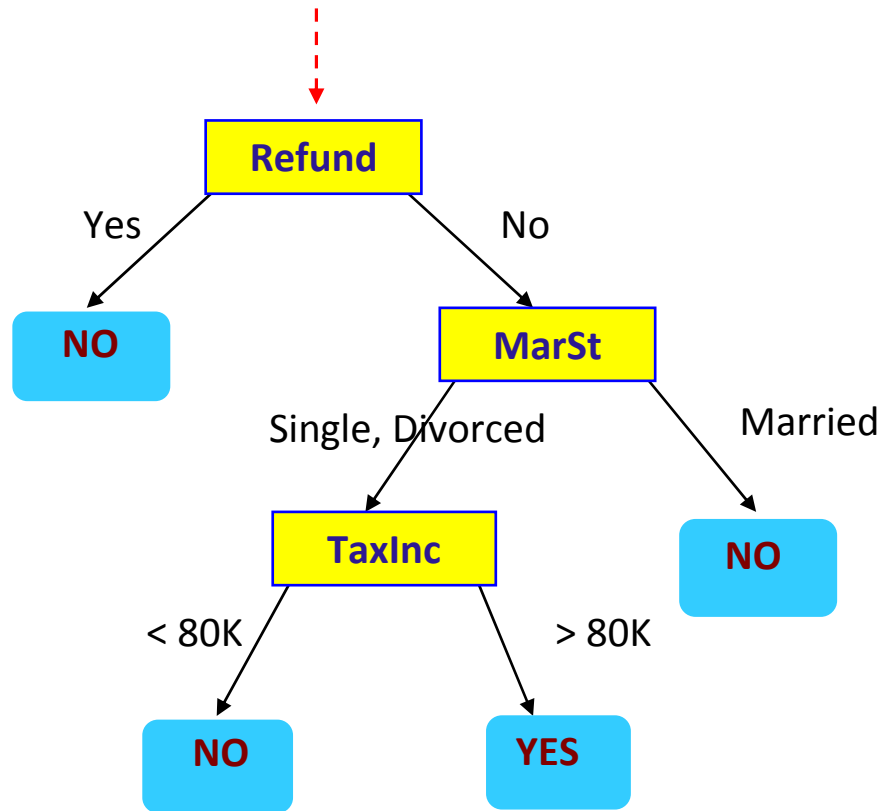 Refund
Yes
No
NO
MarSt
Single, Divorced
Married
TaxInc
NO
< 80K
> 80K
NO
YES